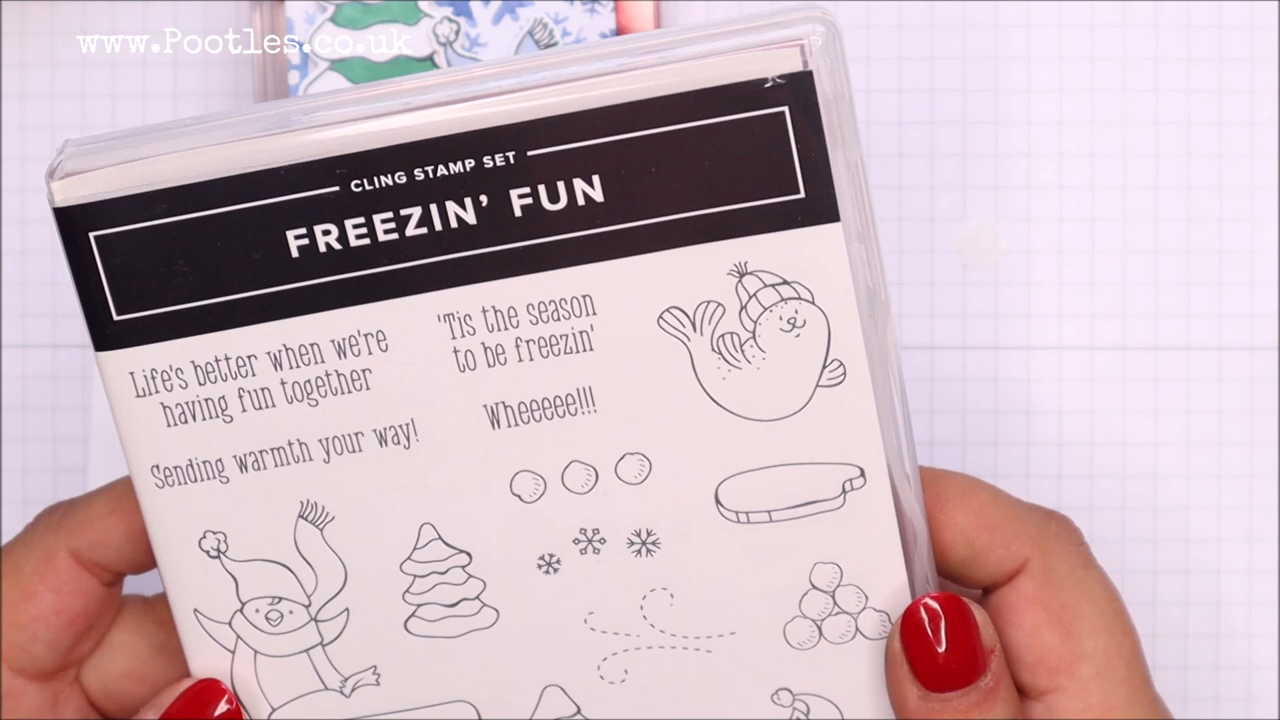 www.Pootles.co.uk
CLING STAMP SET
FREEZIN' FUN
Life's better when we're
having fun together
'Tis the season
to be freezin'
Wheeeee!!!
Sending warmth your way!